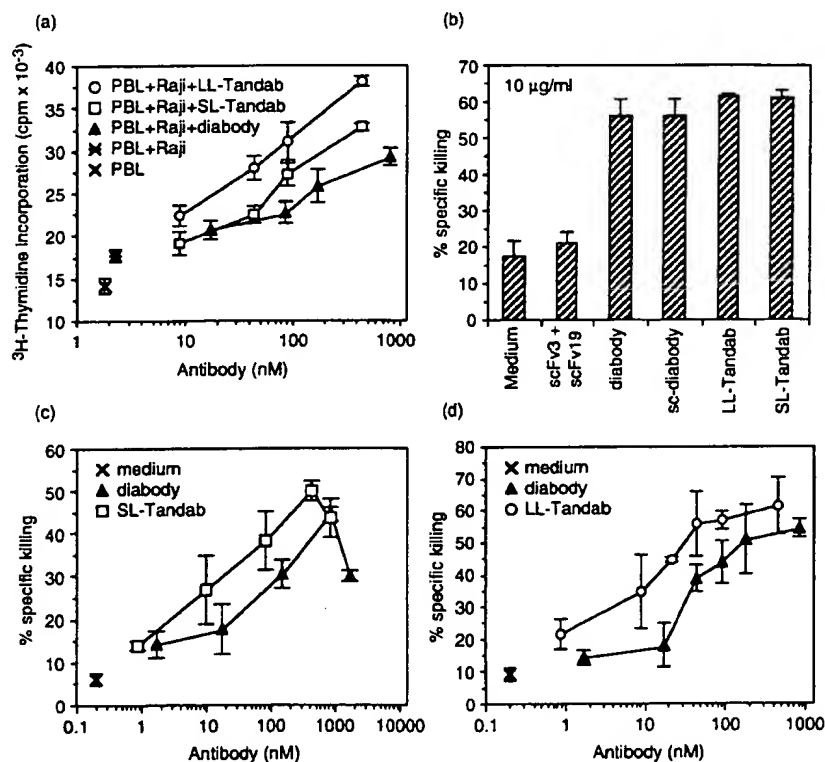 (a)
³H-Thymidine Incorporation (cpm x 10⁻³)
40
35
30
25
20
15
10
PBL+Raji+LL-Tandab
PBL+Raji+SL-Tandab
PBL+Raji+diabody
PBL+Raji
PBL
1
10
100
1000
Antibody (nM)
(b)
% specific killing
70
60
50
40
30
20
10
0
10 µg/ml
Medium
scFv3 +
scFv19
diabody
sc-diabody
LL-Tandab
SL-Tandab
(c)
% specific killing
60
50
40
30
20
10
0
medium
diabody
SL-Tandab
0.1
1
10
100
1000
10000
Antibody (nM)
(d)
% specific killing
80
70
60
50
40
30
20
10
0
medium
diabody
LL-Tandab
0.1
1
10
100
1000
Antibody (nM)